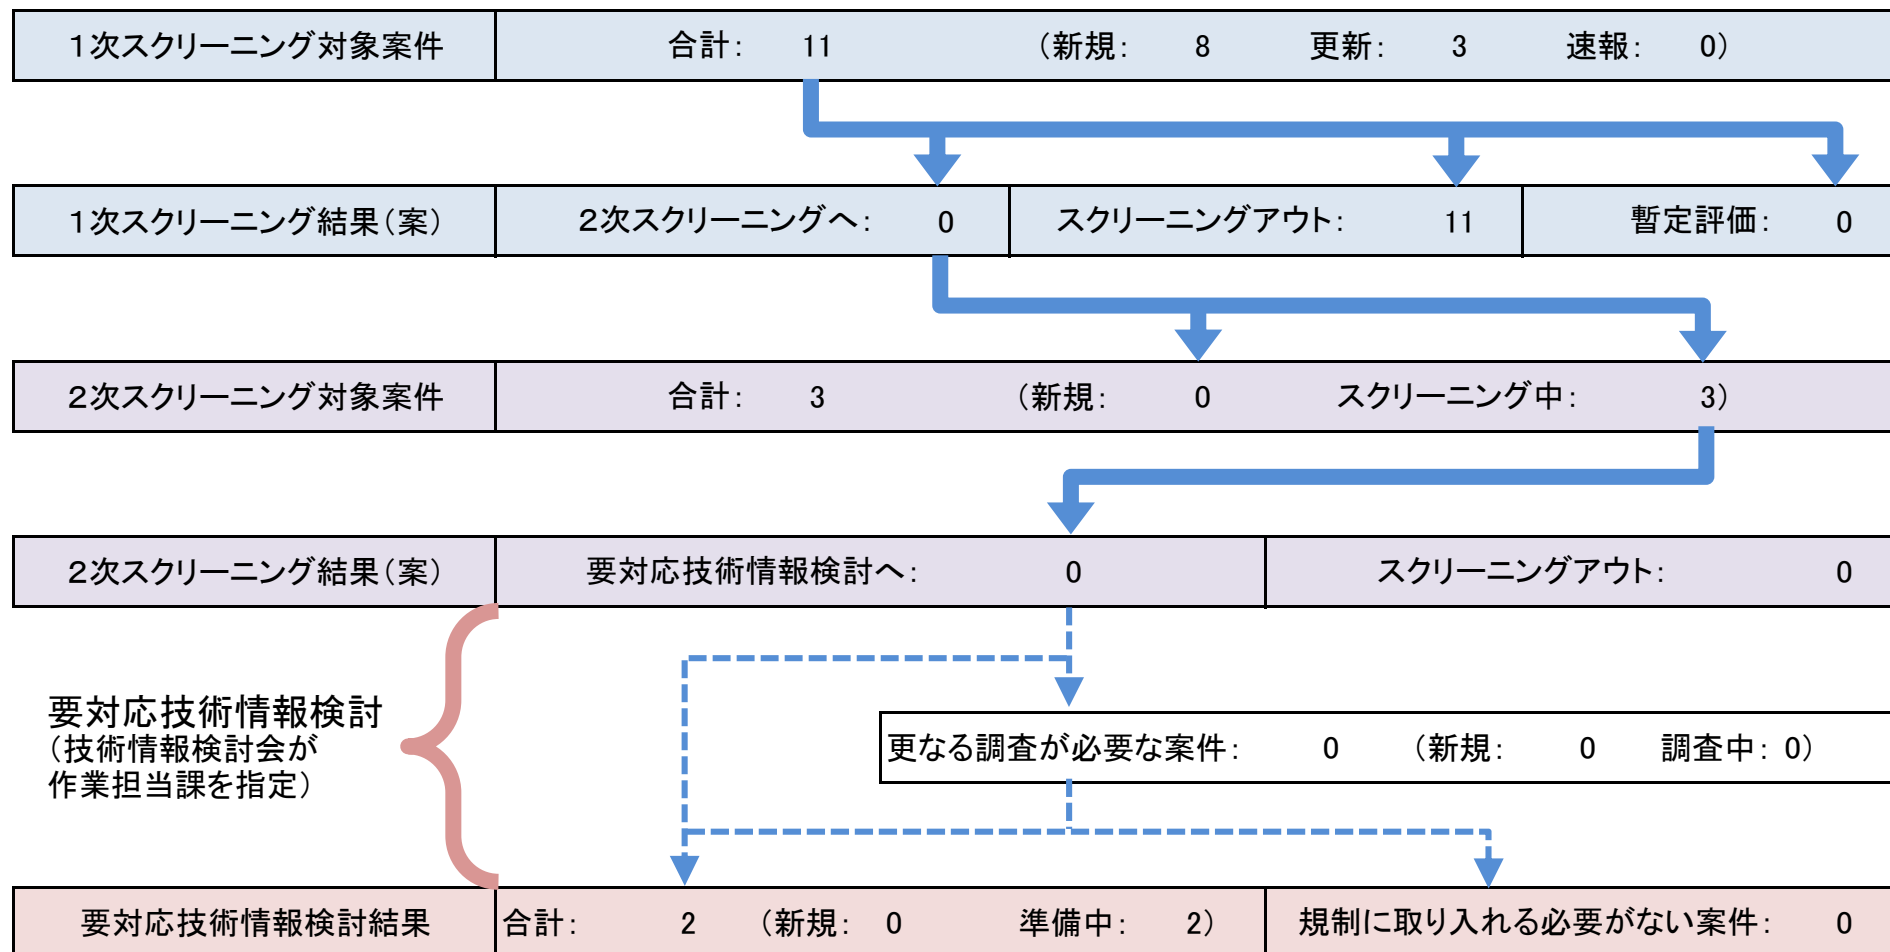 １次スクリーニング対象案件 合計： 11 （新規： 8 更新： 3 速報： 0）
１次スクリーニング結果（案） ２次スクリーニングへ： 0 スクリーニングアウト： 11 暫定評価： 0
２次スクリーニング対象案件 合計： 3 （新規： 0 スクリーニング中： 3）
２次スクリーニング結果（案） 要対応技術情報検討へ： 0 スクリーニングアウト： 0
要対応技術情報検討
（技術情報検討会が
作業担当課を指定）
更なる調査が必要な案件： 0 （新規： 0 調査中： 0）
要対応技術情報検討結果 合計： 2 （新規： 0 準備中： 2） 規制に取り入れる必要がない案件： 0